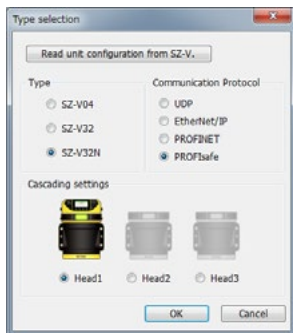 Type selection
Read unit configuration from SZ-V.
Type
SZ-V04
SZ-V32
SZ-V32N
Communication Protocol
UDP
EtherNet/IP
PROFINET
PROFIsafe
Cascading settings
Head1
Head2
Head3
OK
Cancel